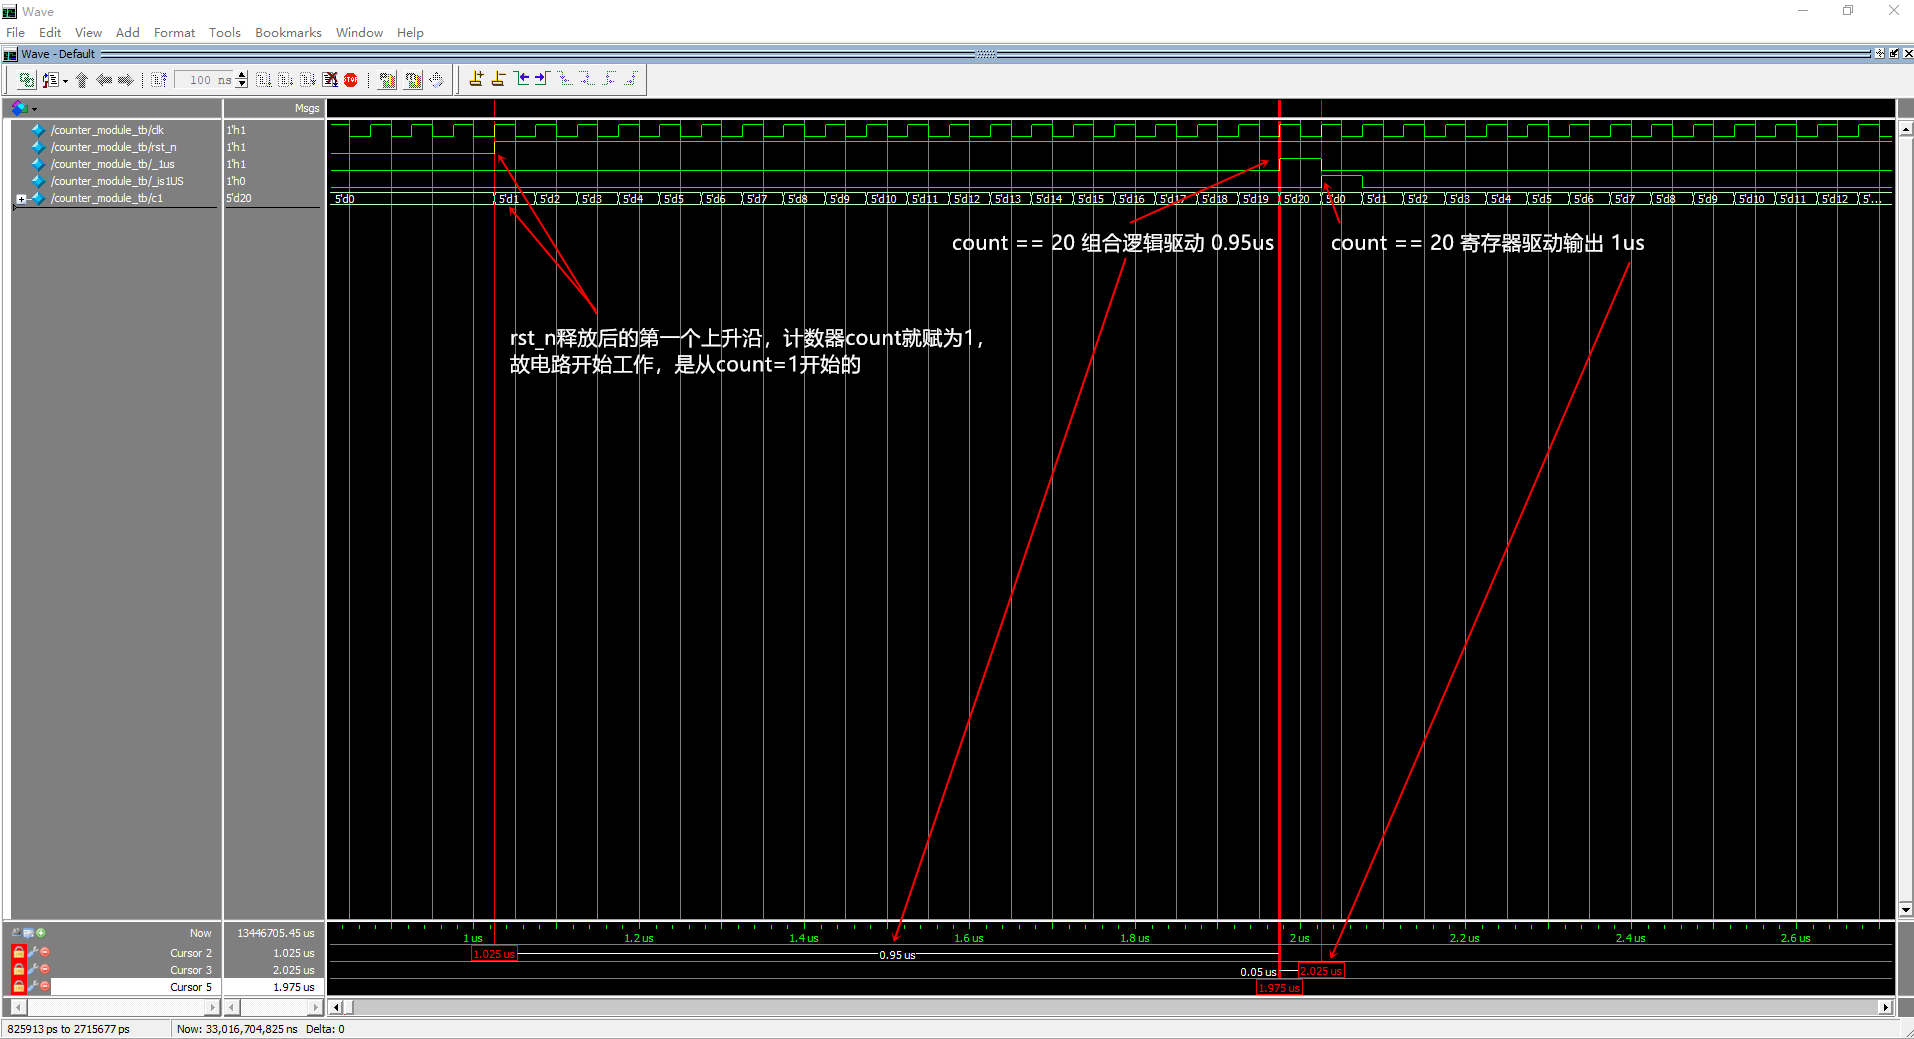 Wave
File Edit View Add Format Tools Bookmarks Window Help
Wave - Default
100 ns
STOP
Msgs
/counter_module_tb/clk 1'h1
/counter_module_tb/rst_n 1'h1
/counter_module_tb/_1us 1'h1
/counter_module_tb/_is1US 1'h0
/counter_module_tb/c1 5'd20
5'd0 5'd1 5'd2 5'd3 5'd4 5'd5 5'd6 5'd7 5'd8 5'd9 5'd10 5'd11 5'd12 5'd13 5'd14 5'd15 5'd16 5'd17 5'd18 5'd19 5'd20 5'd0 5'd1 5'd2 5'd3 5'd4 5'd5 5'd6 5'd7 5'd8 5'd9 5'd10 5'd11 5'd12 5'...
count == 20 组合逻辑驱动 0.95us
count == 20 寄存器驱动输出 1us
rst_n释放后的第一个上升沿，计数器count就赋为1，
故电路开始工作，是从count=1开始的
Now 13446705.45 us
1 us 1.2 us 1.4 us 1.6 us 1.8 us 2 us 2.2 us 2.4 us 2.6 us
Cursor 2 1.025 us
1.025 us 0.95 us
Cursor 3 2.025 us
0.05 us 2.025 us
Cursor 5 1.975 us
1.975 us
825913 ps to 2715677 ps Now: 33,016,704,825 ns Delta: 0